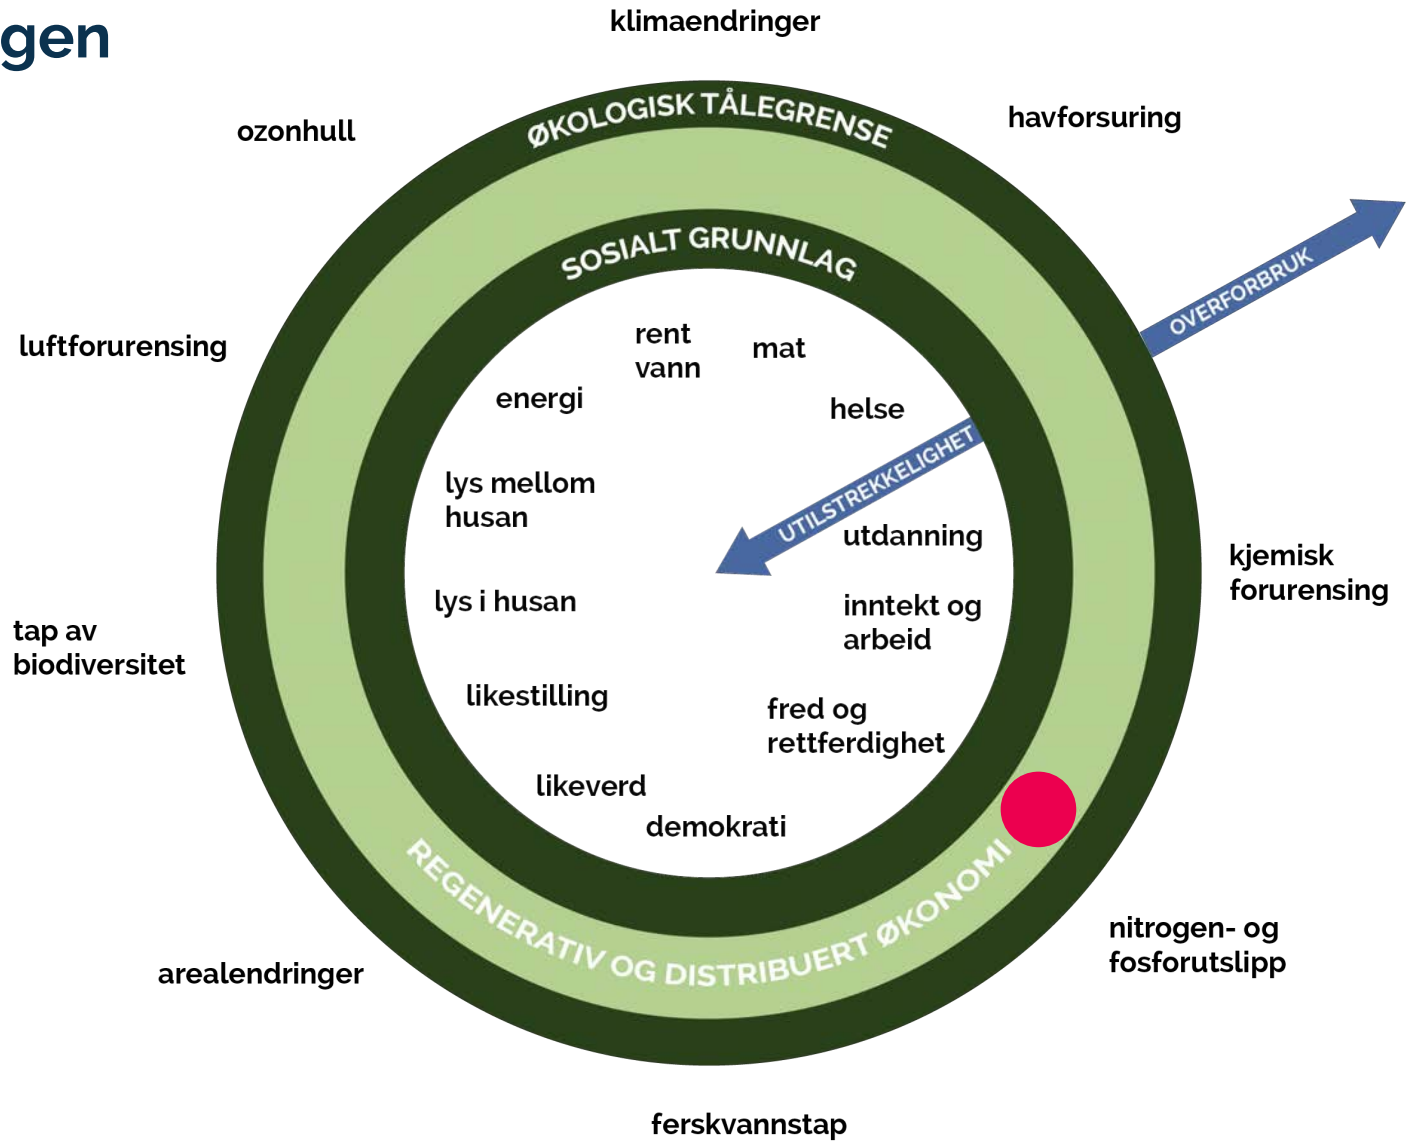 gen
klimaendringer
ozonhull
havforsuring
ØKOLOGISK TÅLEGRENSE
SOSIALT GRUNNLAG
OVERFORBRUK
luftforurensing
rent
vann
mat
energi
helse
UTILSTREKKELIGHET
lys mellom
husan
utdanning
kjemisk
forurensing
lys i husan
inntekt og
arbeid
tap av
biodiversitet
likestilling
fred og
rettferdighet
likeverd
demokrati
REGENERATIV OG DISTRIBUERT ØKONOMI
nitrogen- og
fosforutslipp
arealendringer
ferskvannstap